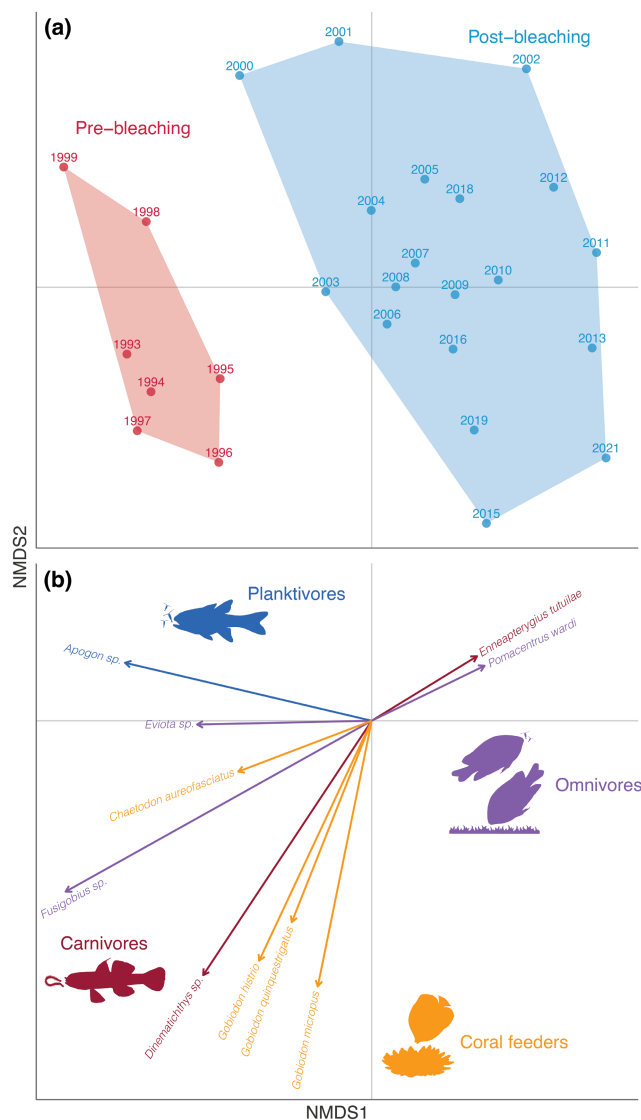 (a)
2001
Post−bleaching
2002
2000
Pre−bleaching
1999
2005
2012
2018
1998
2004
2011
2007
2003
2008
2010
2009
2006
1993
2016
2013
1995
1994
1997
2019
2021
1996
2015
NMDS2
(b)
Planktivores
Enneapterygius tutuilae
Pomacentrus wardi
Apogon sp.
Eviota sp.
Chaetodon aureofasciatus
Omnivores
Fusigobius sp.
Carnivores
Dinematichthys sp.
Gobiodon histrio
Gobiodon quinquestrigatus
Gobiodon micropus
Coral feeders
NMDS1